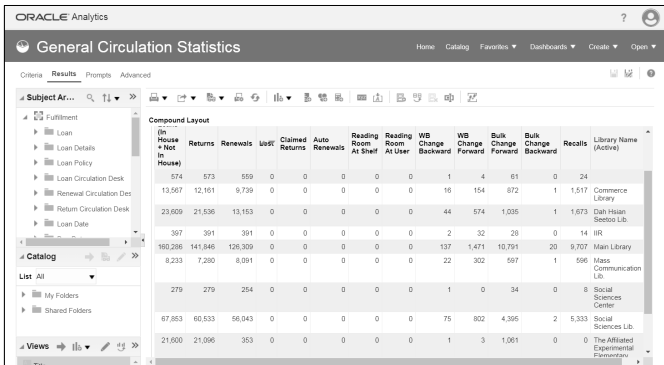 ORACLE Analytics
?
General Circulation Statistics
Home Catalog Favorites ▼ Dashboards ▼ Create ▼ Open ▼
Criteria Results Prompts Advanced
Subject Ar...
Fulfillment
Loan
Loan Details
Loan Policy
Loan Circulation Desk
Renewal Circulation Des
Return Circulation Desk
Loan Date
Catalog
List All
My Folders
Shared Folders
Views
Compound Layout
(In House + Not In House) Returns Renewals Lost Claimed Returns Auto Renewals Reading Room At Shelf Reading Room At User WB Change Backward WB Change Forward Bulk Change Forward Bulk Change Backward Recalls Library Name (Active)
574 573 559 0 0 0 0 0 1 4 61 0 24
13,567 12,161 9,739 0 0 0 0 0 16 154 872 1 1,517 Commerce Library
23,609 21,536 13,153 0 0 0 0 0 44 574 1,035 1 1,673 Dah Hsian Seetoo Lib.
397 391 391 0 0 0 0 0 2 32 28 0 14 IIR
160,286 141,846 126,309 0 0 0 0 0 137 1,471 10,791 20 9,707 Main Library
8,233 7,280 8,091 0 0 0 0 0 22 302 597 1 596 Mass Communication Lib.
279 279 254 0 0 0 0 0 1 0 34 0 8 Social Sciences Center
67,853 60,533 56,043 0 0 0 0 0 75 802 4,395 2 5,333 Social Sciences Lib.
21,600 21,096 353 0 0 0 0 0 1 3 1,061 0 0 The Affiliated Experimental Elementary